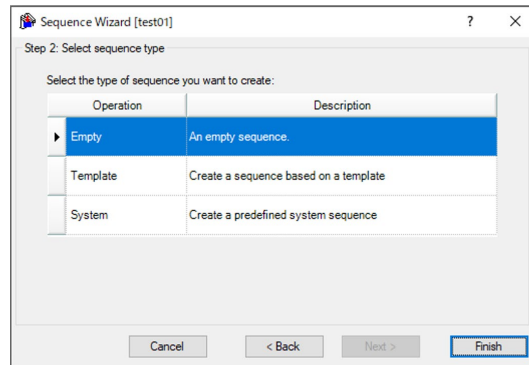 Sequence Wizard [test01]
Step 2: Select sequence type
Select the type of sequence you want to create:
Operation Description
Empty An empty sequence.
Template Create a sequence based on a template
System Create a predefined system sequence
Cancel < Back Next > Finish